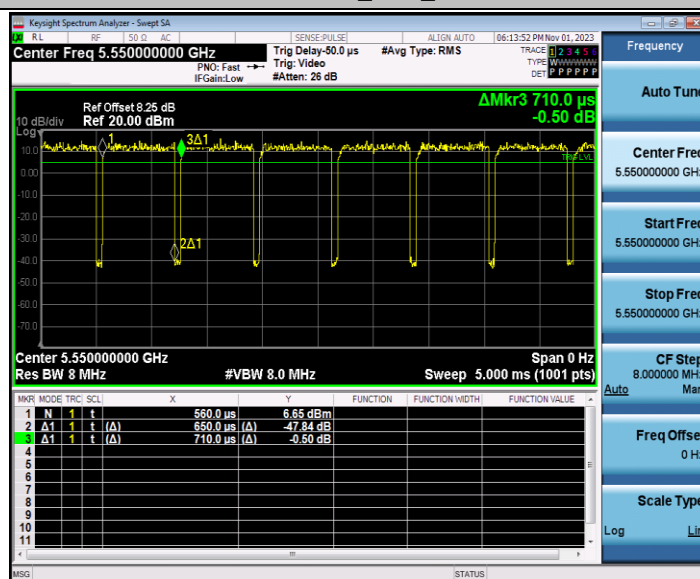 Keysight Spectrum Analyzer - Swept SA
RL RF 50 Ω AC SENSE:PULSE ALIGN AUTO 06:13:52 PM Nov 01, 2023
Center Freq 5.550000000 GHz
PNO: Fast
IFGain:Low
Trig Delay-50.0 µs
Trig: Video
#Atten: 26 dB
#Avg Type: RMS
TRACE 1 2 3 4 5 6
TYPE W
DET P P P P P P
Ref Offset 8.25 dB
10 dB/div Ref 20.00 dBm
ΔMkr3 710.0 µs
-0.50 dB
Log
10.0
0.00
-10.0
-20.0
-30.0
-40.0
-50.0
-60.0
-70.0
1
3Δ1
2Δ1
TRIG LVL
Center 5.550000000 GHz Span 0 Hz
Res BW 8 MHz #VBW 8.0 MHz Sweep 5.000 ms (1001 pts)
MKR MODE TRC SCL X Y FUNCTION FUNCTION WIDTH FUNCTION VALUE
1 N 1 t 560.0 µs 6.65 dBm
2 Δ1 1 t (Δ) 650.0 µs (Δ) -47.84 dB
3 Δ1 1 t (Δ) 710.0 µs (Δ) -0.50 dB
4
5
6
7
8
9
10
11
MSG STATUS
Frequency
Auto Tune
Center Freq
5.550000000 GHz
Start Freq
5.550000000 GHz
Stop Freq
5.550000000 GHz
CF Step
8.000000 MHz
Auto Man
Freq Offset
0 Hz
Scale Type
Log Lin